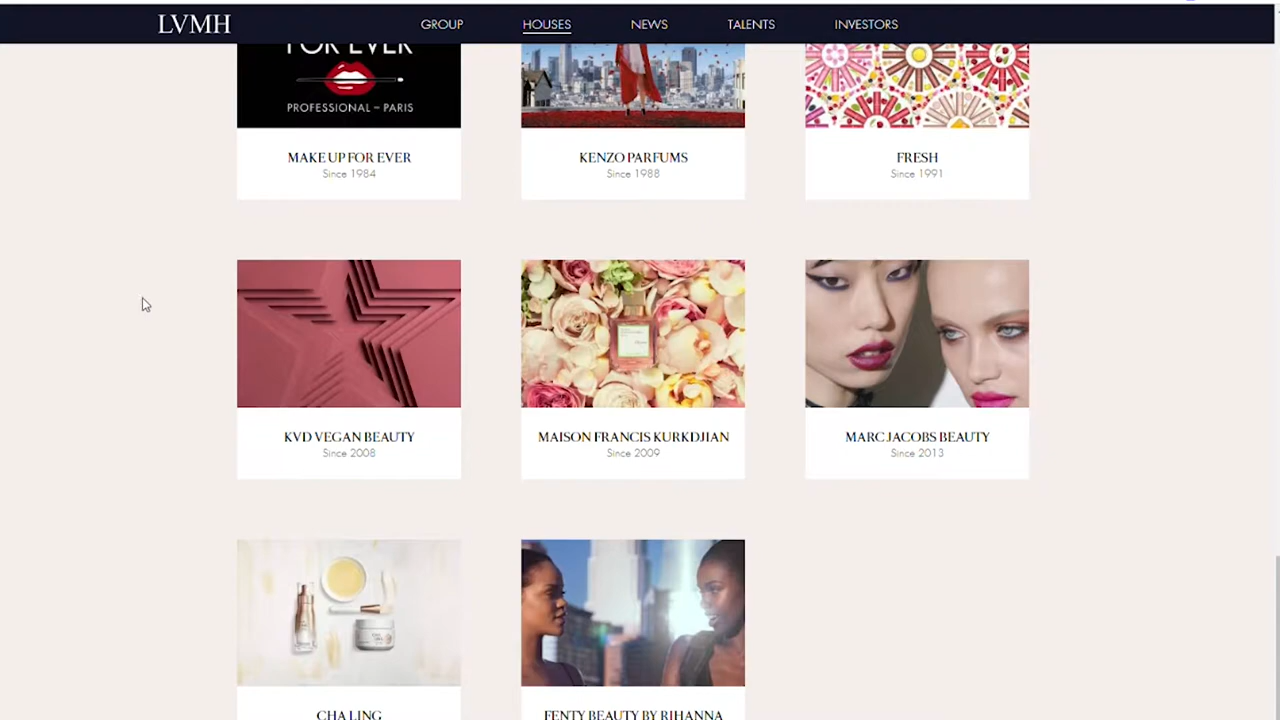 LVMH GROUP HOUSES NEWS TALENTS INVESTORS
FOR EVER
PROFESSIONAL – PARIS
MAKE UP FOR EVER
Since 1984
KENZO PARFUMS
Since 1988
FRESH
Since 1991
KVD VEGAN BEAUTY
Since 2008
MAISON FRANCIS KURKDJIAN
Since 2009
MARC JACOBS BEAUTY
Since 2013
CHA LING
FENTY BEAUTY BY RIHANNA